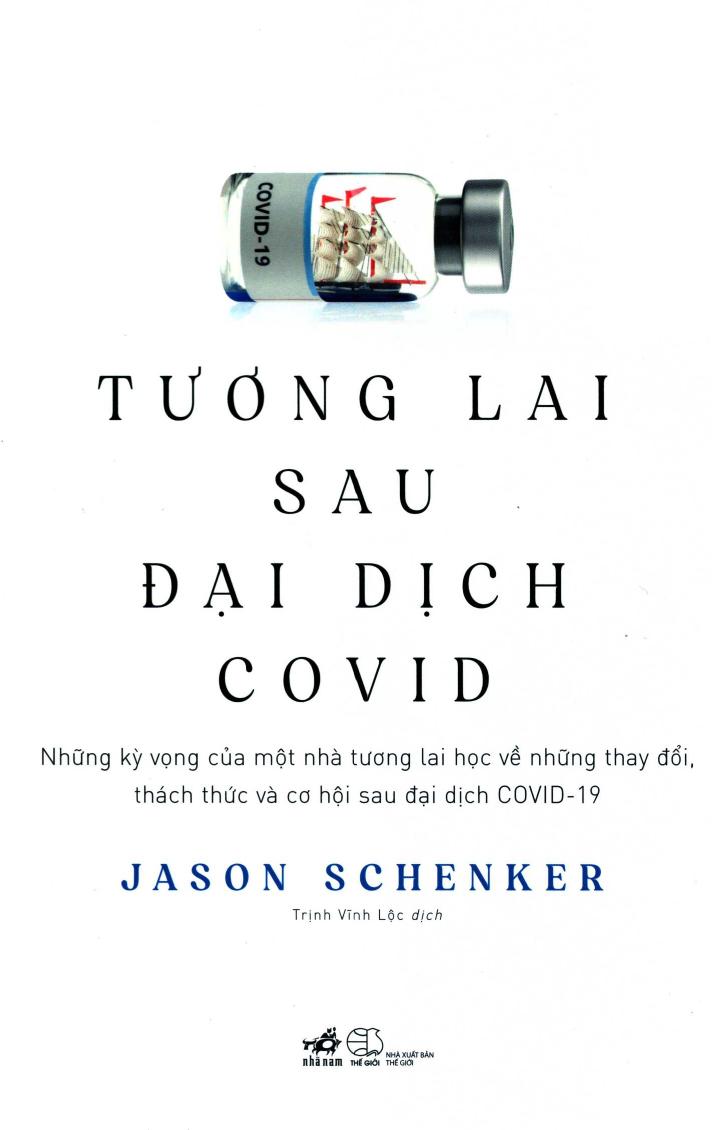 COVID-19
TƯƠNG LAI
SAU
ĐẠI DỊCH
COVID
Những kỳ vọng của một nhà tương lai học về những thay đổi,
thách thức và cơ hội sau đại dịch COVID-19
JASON SCHENKER
Trịnh Vĩnh Lộc dịch
nhã nam
THẾ GIỚI
NHÀ XUẤT BẢN
THẾ GIỚI